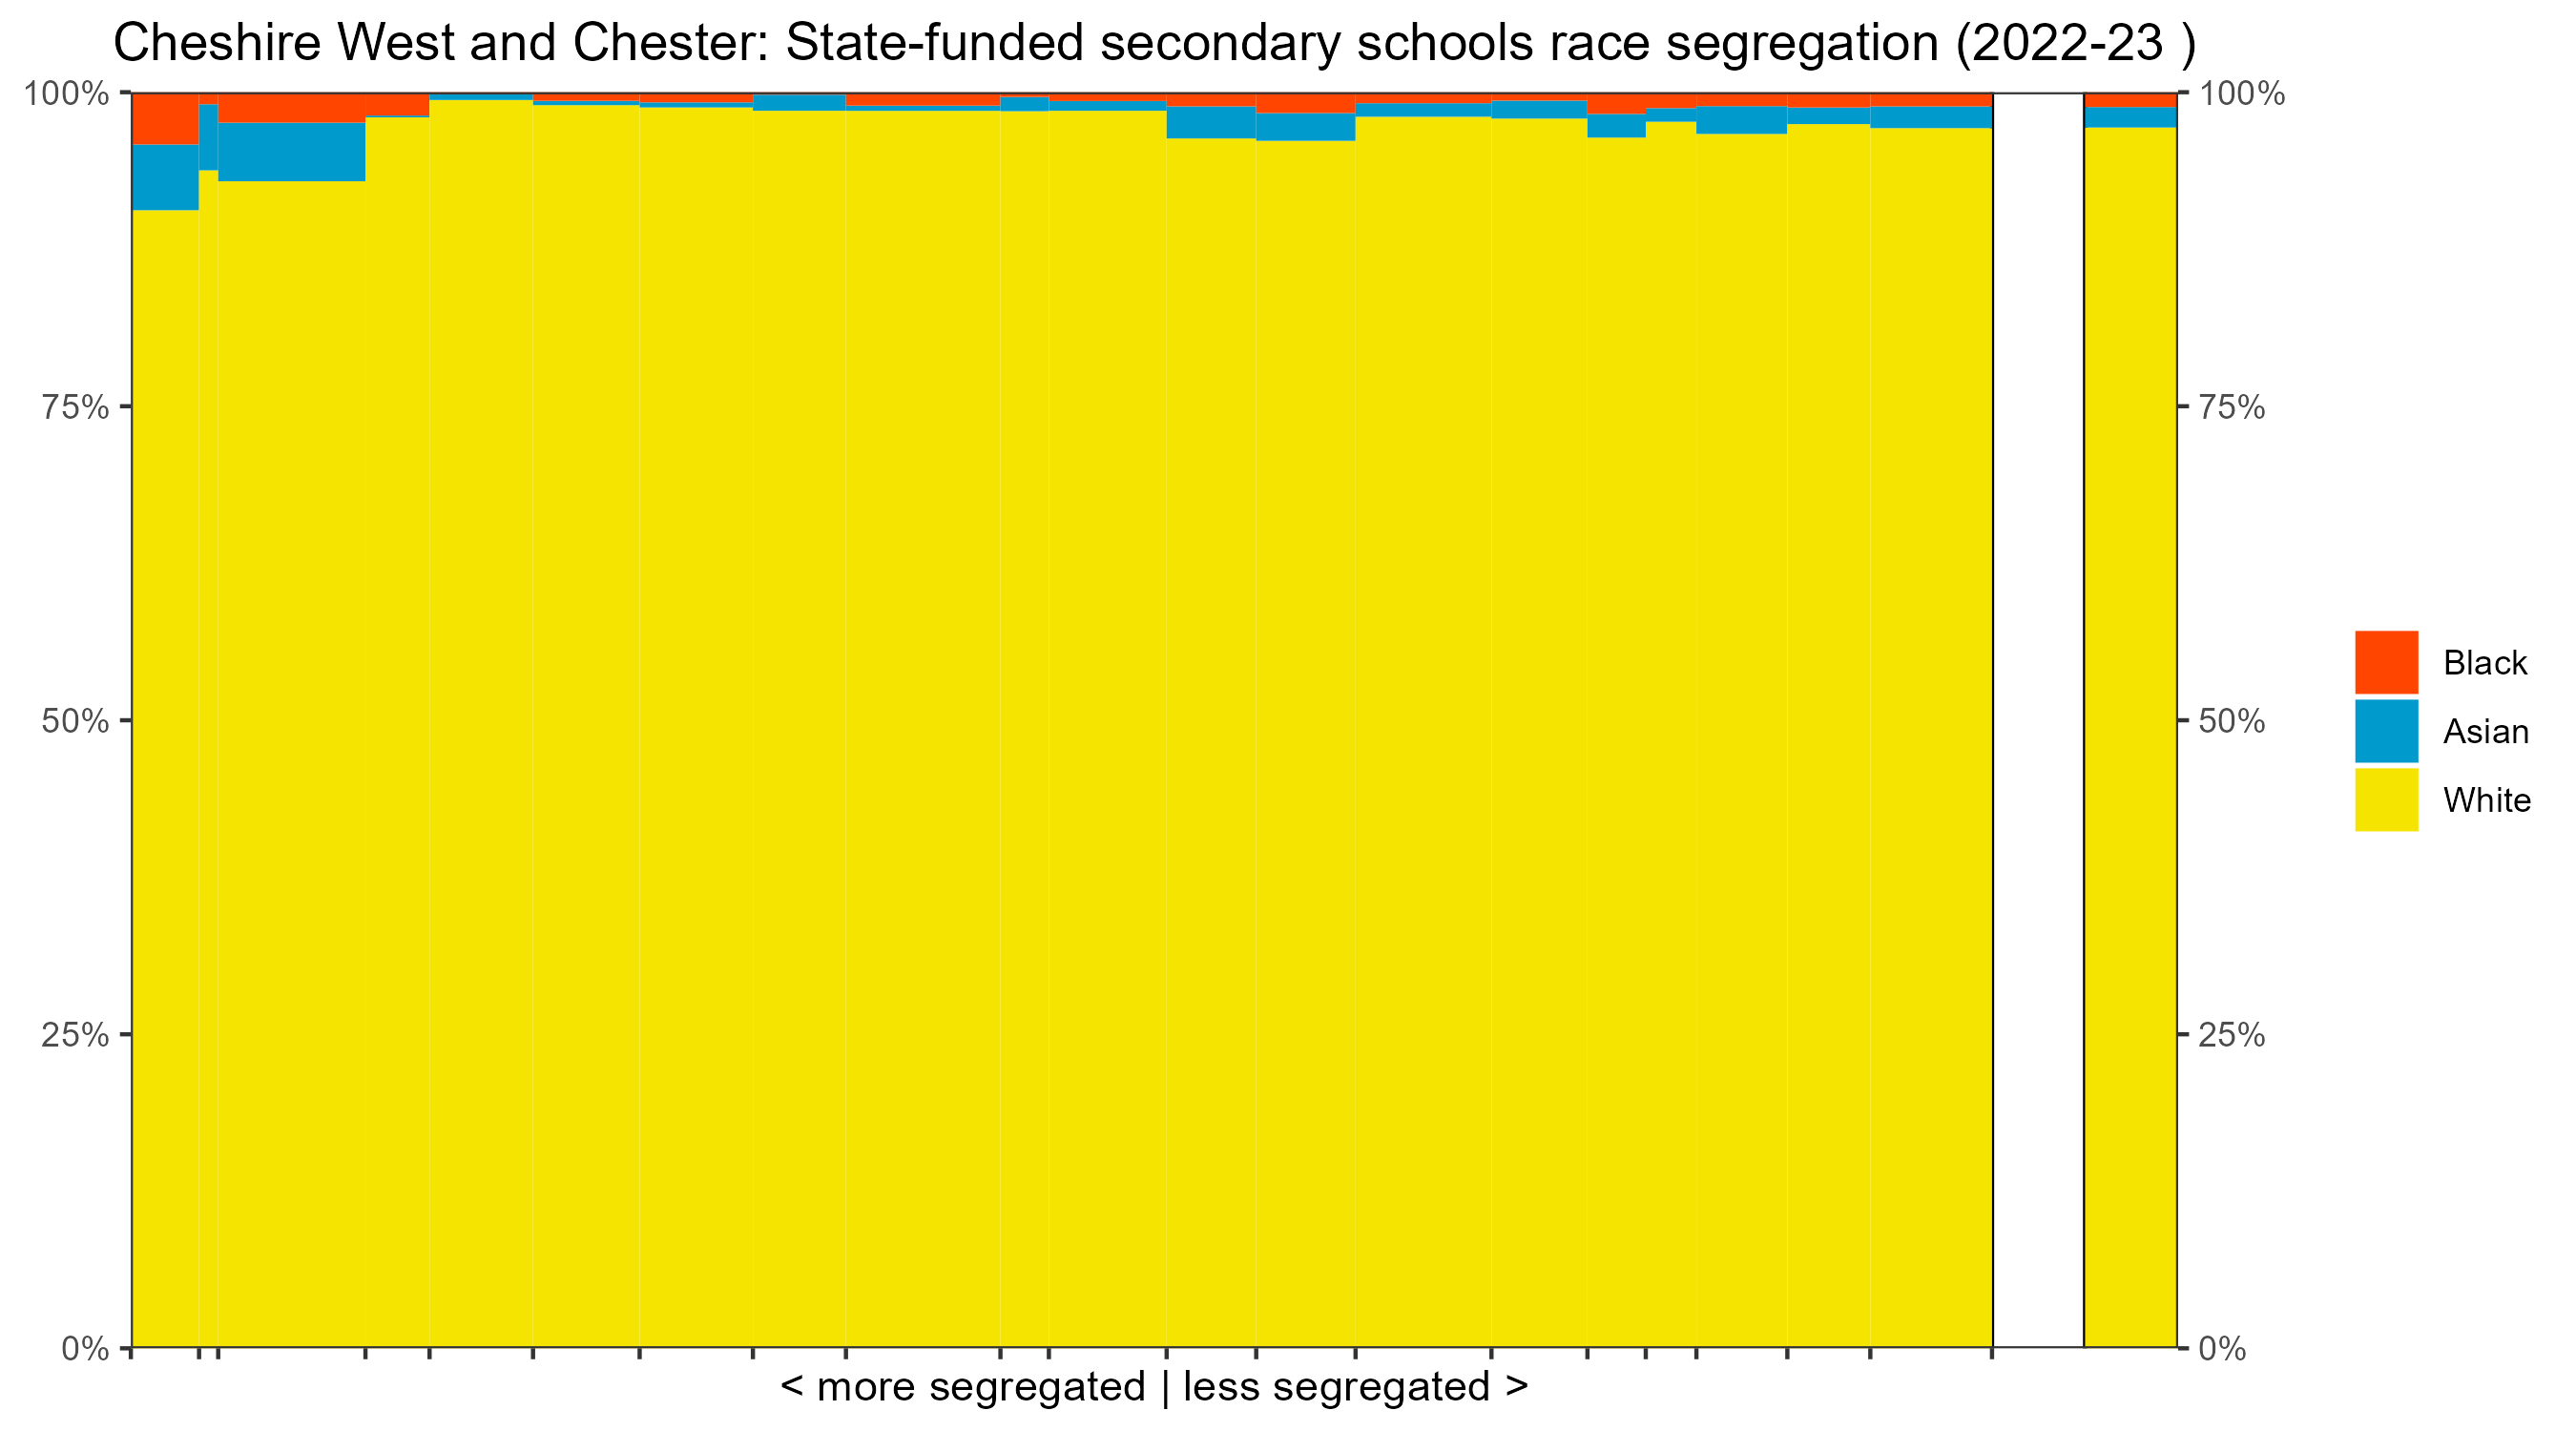 Cheshire West and Chester: State-funded secondary schools race segregation (2022-23 )
100%
75%
50%
25%
0%
100%
75%
50%
25%
0%
Black
Asian
White
< more segregated | less segregated >